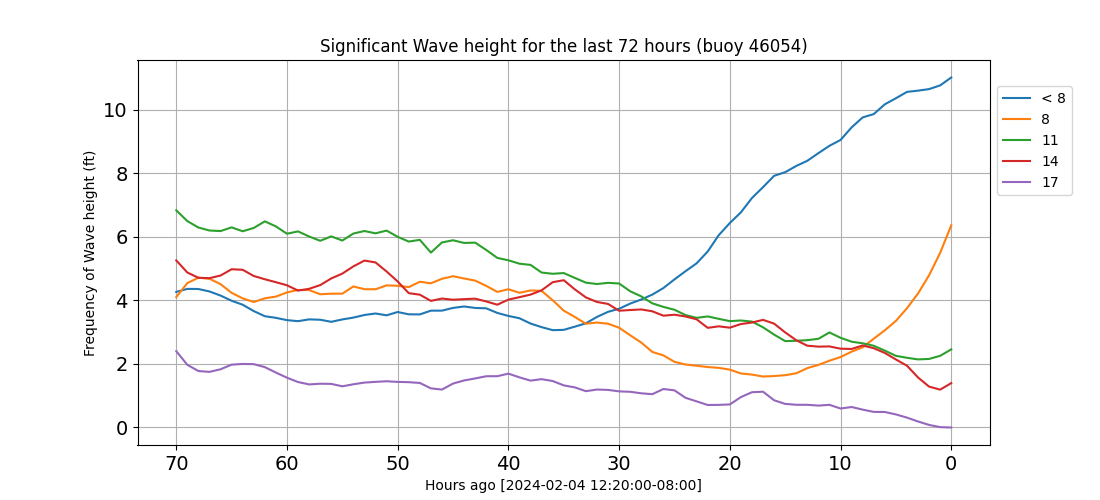 Significant Wave height for the last 72 hours (buoy 46054)
Frequency of Wave height (ft)
10
8
6
4
2
0
70 60 50 40 30 20 10 0
Hours ago [2024-02-04 12:20:00-08:00]
< 8
8
11
14
17